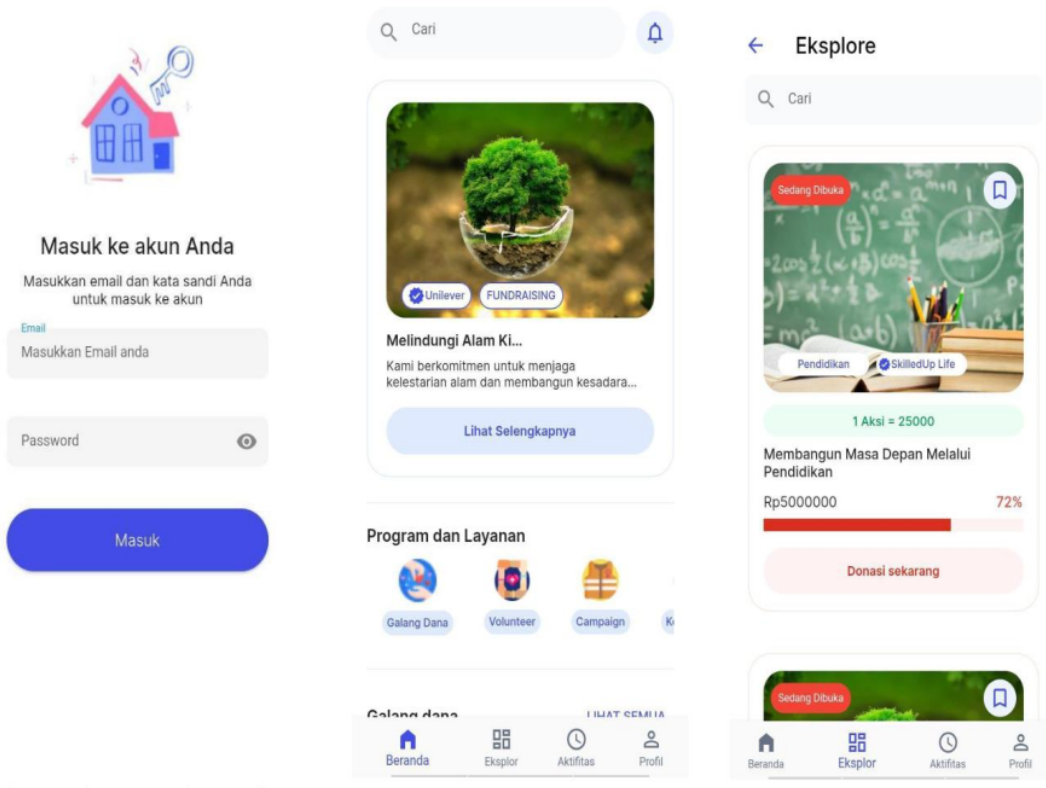 Masuk ke akun Anda
Masukkan email dan kata sandi Anda
untuk masuk ke akun
Email
Masukkan Email anda
Password
Masuk
Cari
Unilever
FUNDRAISING
Melindungi Alam Ki...
Kami berkomitmen untuk menjaga
kelestarian alam dan membangun kesadara...
Lihat Selengkapnya
Program dan Layanan
Galang Dana
Volunteer
Campaign
Galang dana
LIHAT SEMUA
Beranda
Eksplor
Aktifitas
Profil
Eksplore
Cari
Sedang Dibuka
Pendidikan
SkilledUp Life
1 Aksi = 25000
Membangun Masa Depan Melalui
Pendidikan
Rp5000000
72%
Donasi sekarang
Sedang Dibuka
Beranda
Eksplor
Aktifitas
Profil